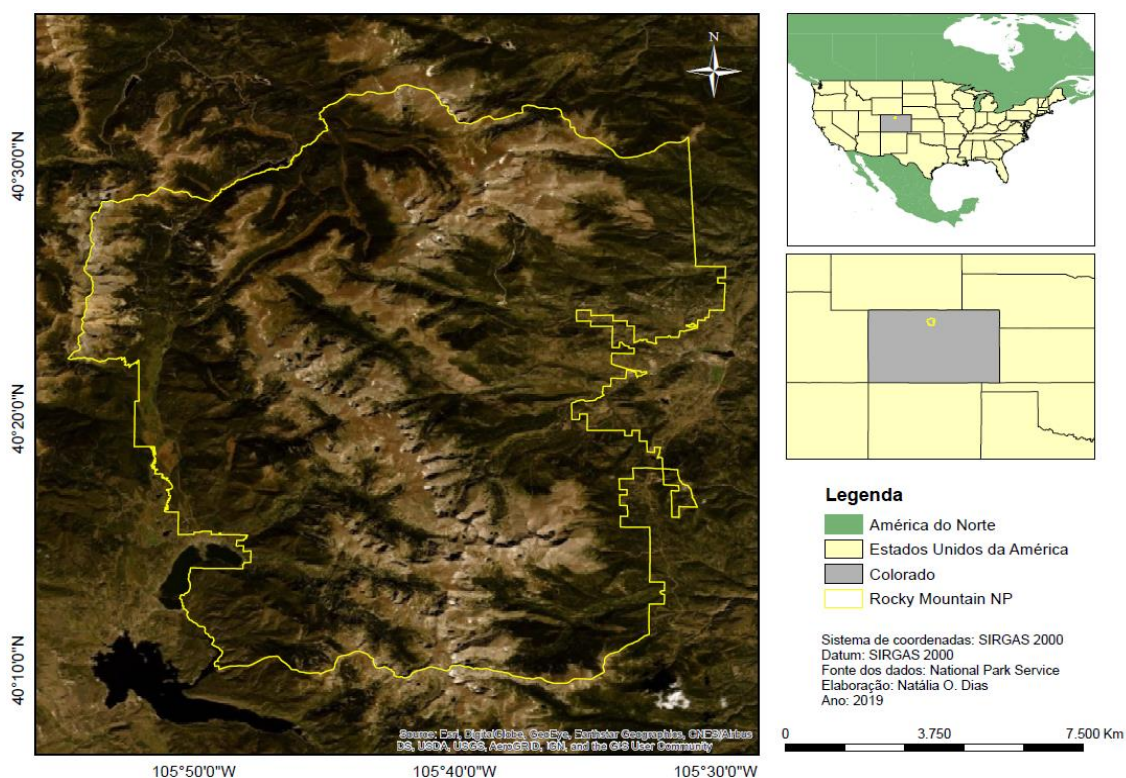 N
40°30'0"N
40°20'0"N
40°10'0"N
Source: Esri, DigitalGlobe, GeoEye, Earthstar Geographics, CNES/Airbus
DS, USDA, USGS, AeroGRID, IGN, and the GIS User Community
105°50'0"W
105°40'0"W
105°30'0"W
Legenda
América do Norte
Estados Unidos da América
Colorado
Rocky Mountain NP
Sistema de coordenadas: SIRGAS 2000
Datum: SIRGAS 2000
Fonte dos dados: National Park Service
Elaboração: Natália O. Dias
Ano: 2019
0 3.750 7.500 Km